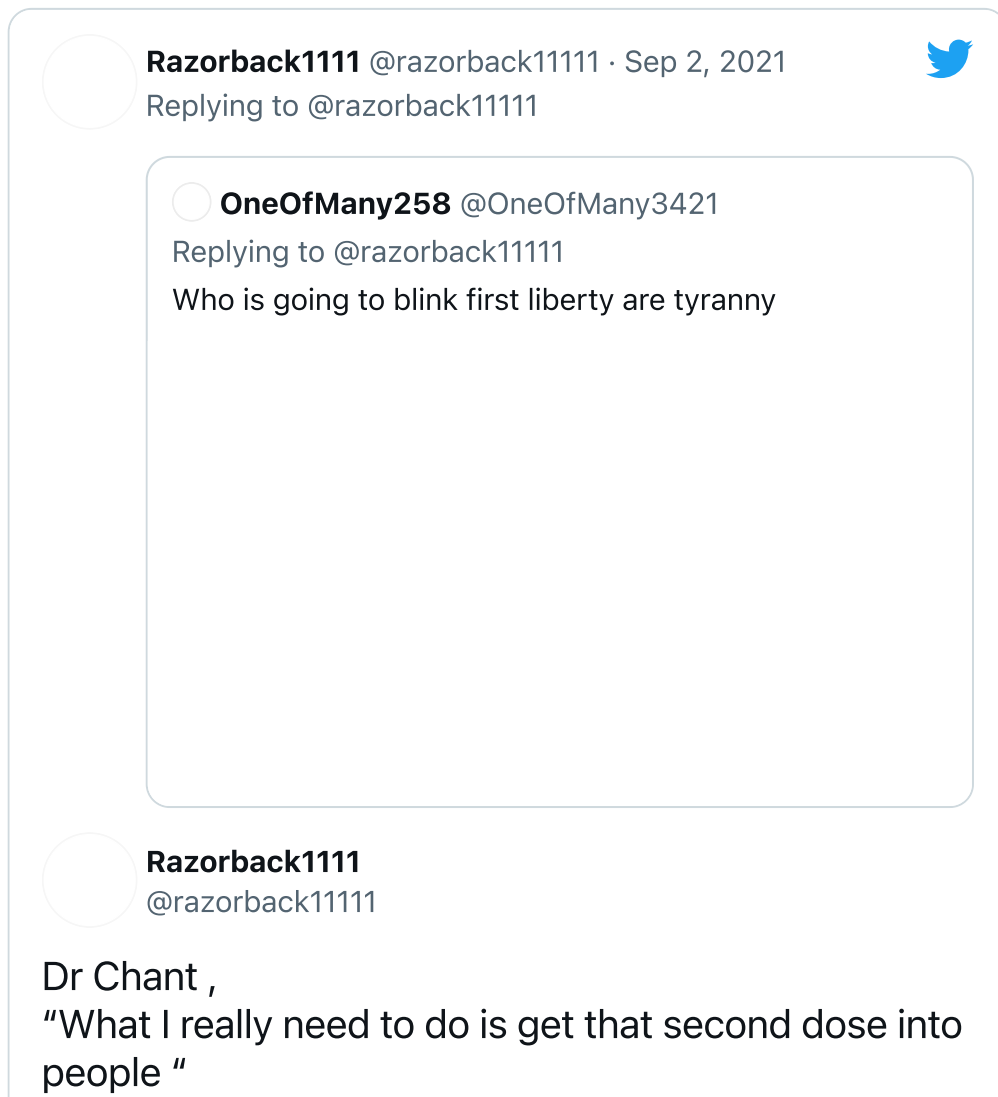 Razorback1111 @razorback11111 · Sep 2, 2021
Replying to @razorback11111
OneOfMany258 @OneOfMany3421
Replying to @razorback11111
Who is going to blink first liberty are tyranny
Razorback1111
@razorback11111
Dr Chant ,
“What I really need to do is get that second dose into
people “